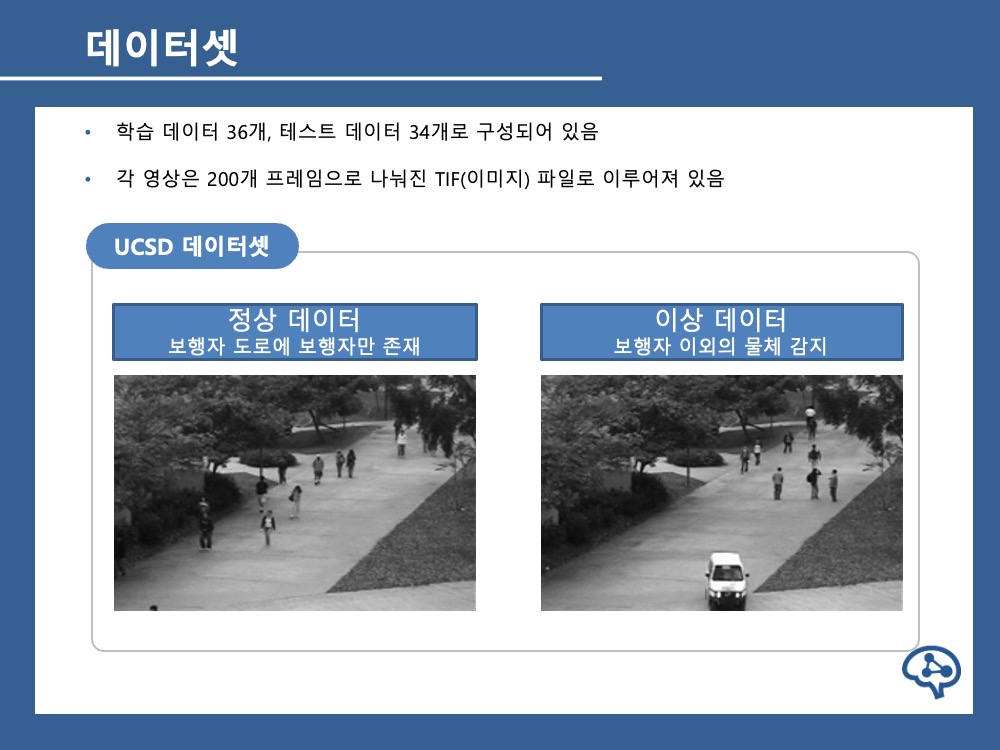 데이터셋
• 학습 데이터 36개, 테스트 데이터 34개로 구성되어 있음
• 각 영상은 200개 프레임으로 나눠진 TIF(이미지) 파일로 이루어져 있음
UCSD 데이터셋
정상 데이터
보행자 도로에 보행자만 존재
이상 데이터
보행자 이외의 물체 감지